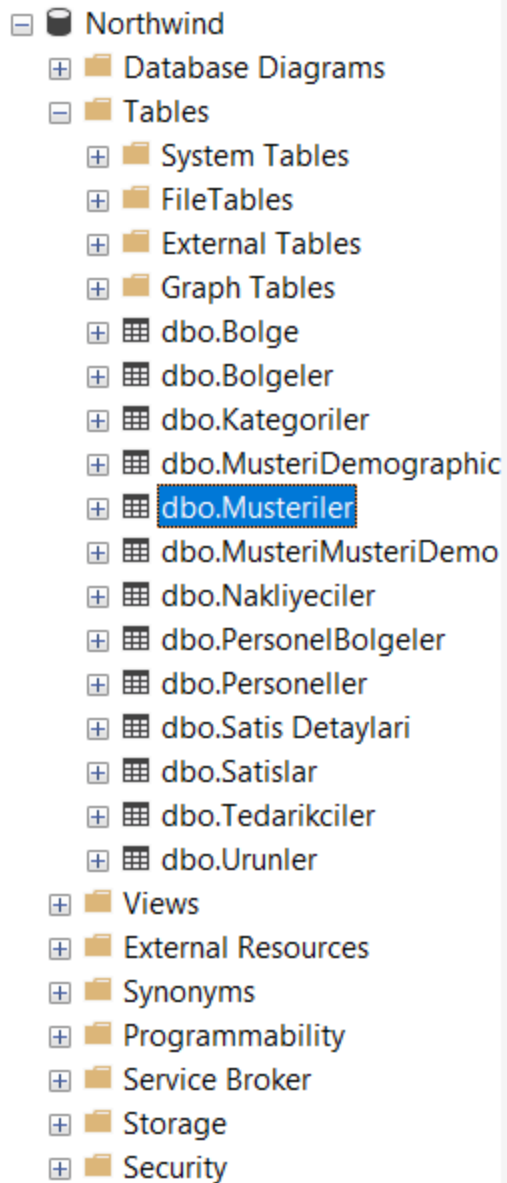 Northwind
Database Diagrams
Tables
System Tables
FileTables
External Tables
Graph Tables
dbo.Bolge
dbo.Bolgeler
dbo.Kategoriler
dbo.MusteriDemographic
dbo.Musteriler
dbo.MusteriMusteriDemo
dbo.Nakliyeciler
dbo.PersonelBolgeler
dbo.Personeller
dbo.Satis Detaylari
dbo.Satislar
dbo.Tedarikciler
dbo.Urunler
Views
External Resources
Synonyms
Programmability
Service Broker
Storage
Security